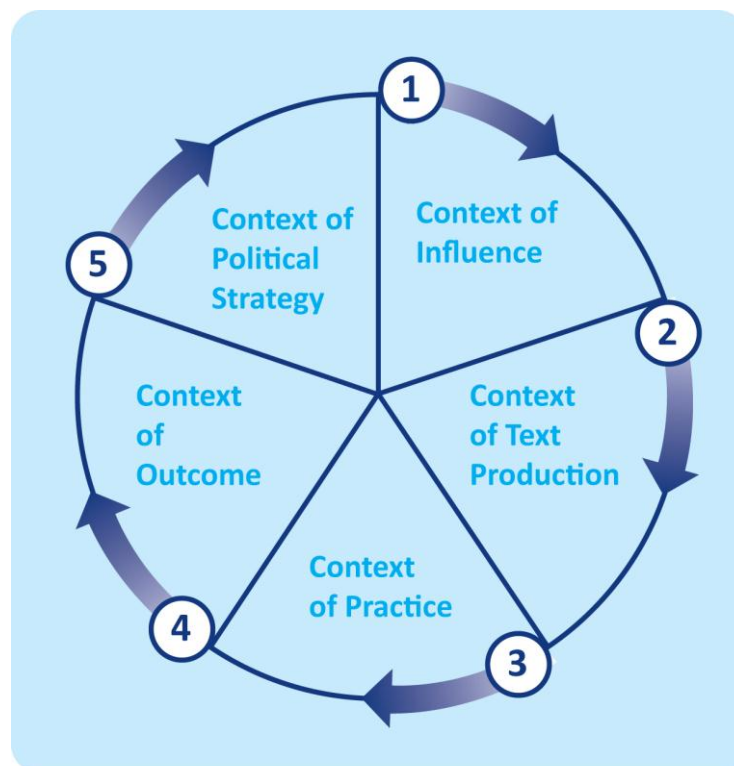 1
Context of
Influence
2
Context
of Text
Production
3
Context
of Practice
4
Context
of
Outcome
5
Context of
Political
Strategy